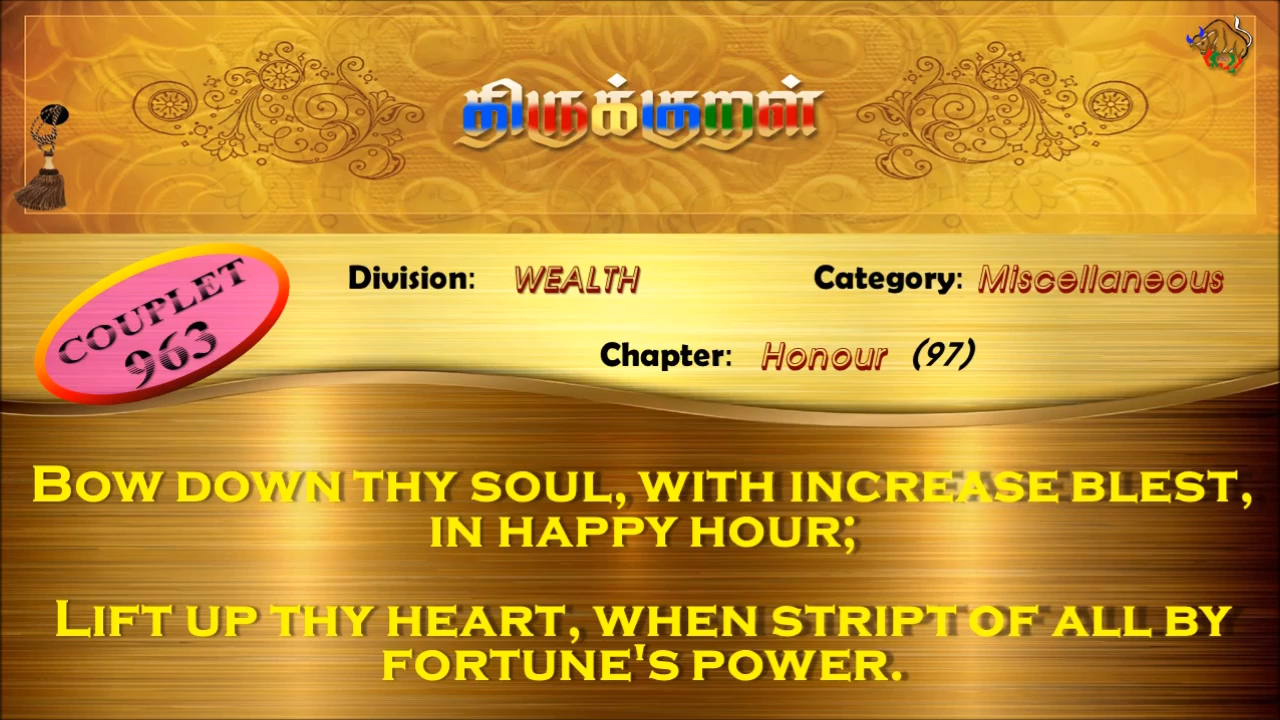 திருக்குறள்
COUPLET
963
Division: WEALTH Category: Miscellaneous
Chapter: Honour (97)
Bow down thy soul, with increase blest,
in happy hour;
Lift up thy heart, when stript of all by
fortune's power.